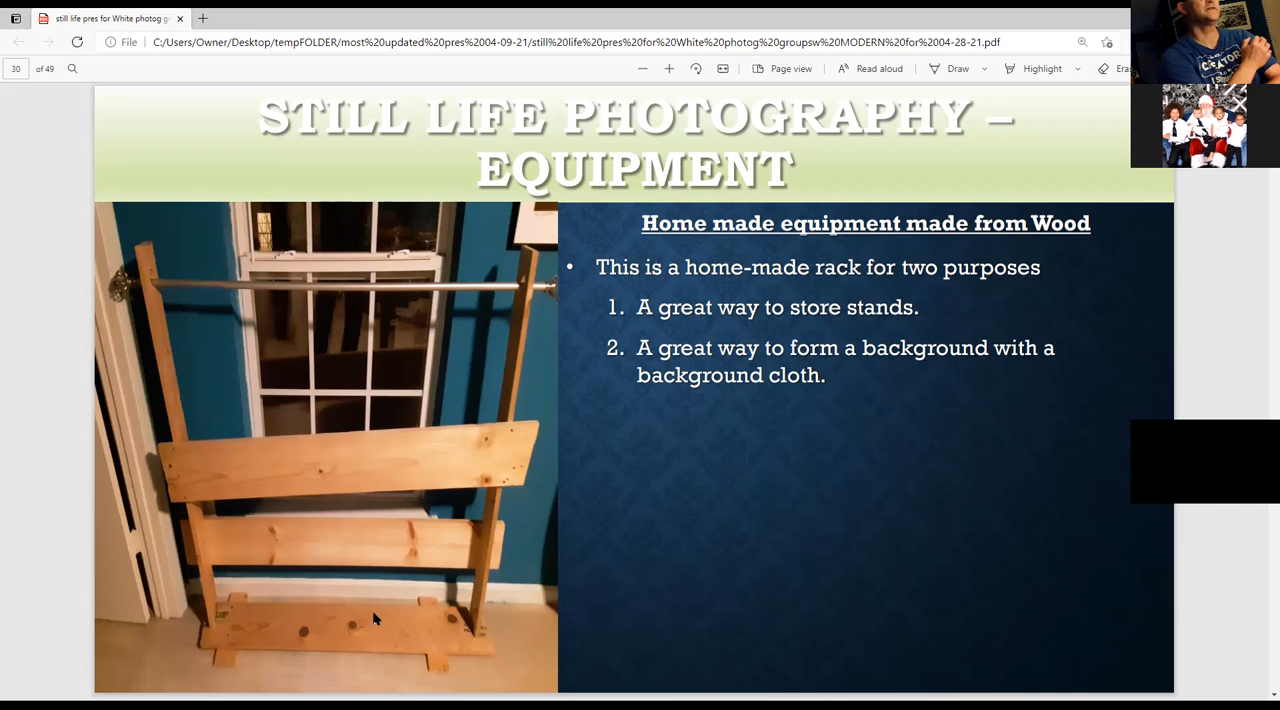 still life pres for White photog g
File
C:/Users/Owner/Desktop/tempFOLDER/most%20updated%20pres%2004-09-21/still%20life%20pres%20for%20White%20photog%20groupsw%20MODERN%20for%2004-28-21.pdf
30 of 49
Page view
Read aloud
Draw
Highlight
STILL LIFE PHOTOGRAPHY –
EQUIPMENT
Home made equipment made from Wood
• This is a home-made rack for two purposes
1. A great way to store stands.
2. A great way to form a background with a
background cloth.
CREATOR